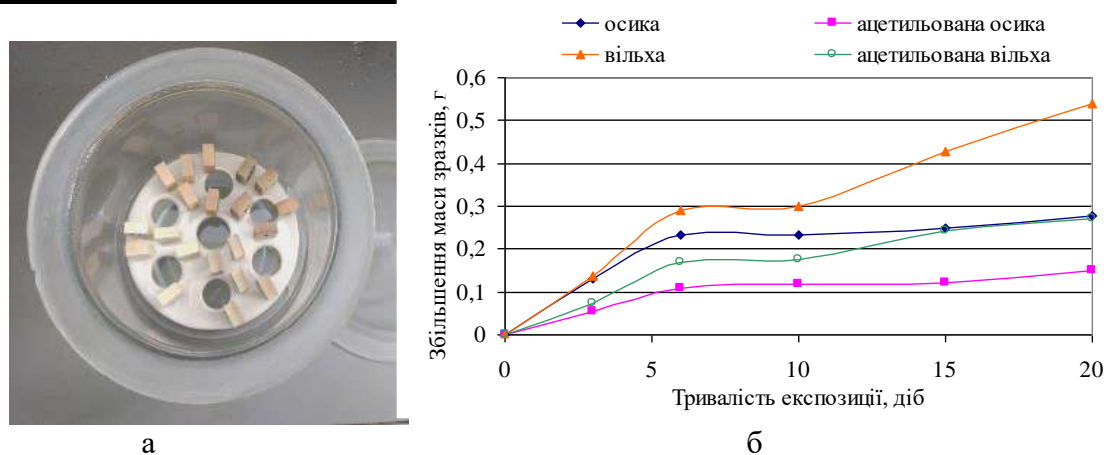 осика
ацетильована осика
вільха
ацетильована вільха
Збільшення маси зразків, г
0,6
0,5
0,4
0,3
0,2
0,1
0
0 5 10 15 20
Тривалість експозиції, діб
а б